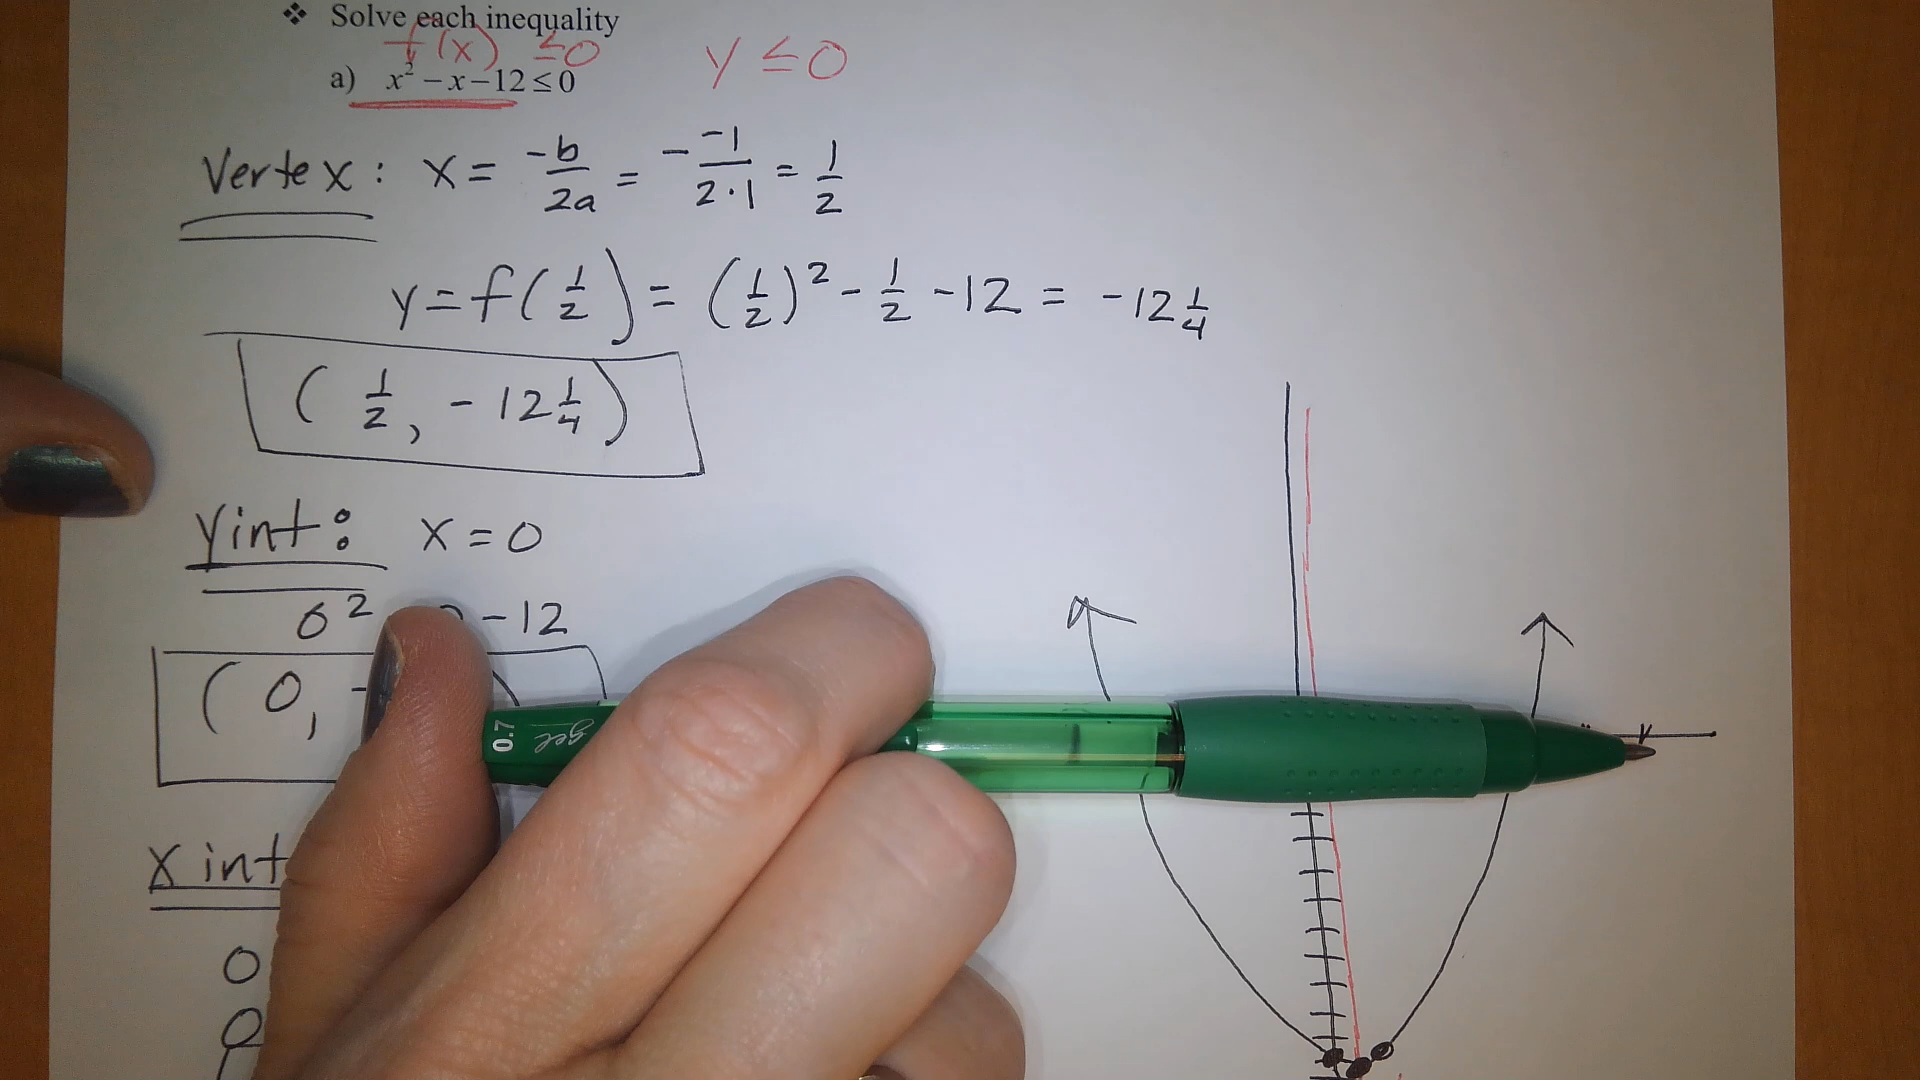 ❖ Solve each inequality
f(x) ≤0 y ≤ 0
a) x² – x – 12 ≤ 0
Vertex: x = -b/2a = - -1/2·1 = 1/2
y = f(1/2) = (1/2)² - 1/2 - 12 = -12 1/4
(1/2, -12 1/4)
yint: x = 0
0² -12
(0, -
x int
0
0.7 gel